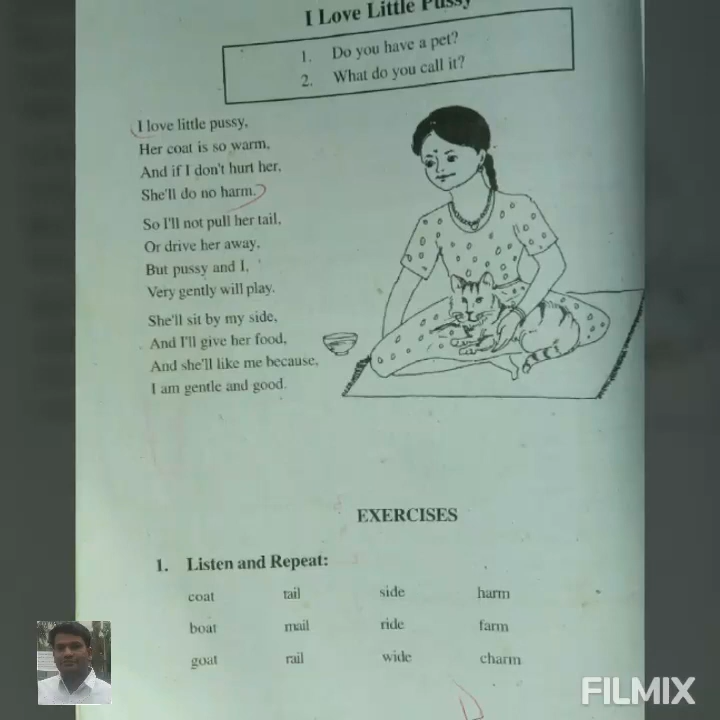 I Love Little Pussy
1. Do you have a pet?
2. What do you call it?
I love little pussy,
Her coat is so warm,
And if I don't hurt her,
She'll do no harm.
So I'll not pull her tail,
Or drive her away,
But pussy and I,
Very gently will play.
She'll sit by my side,
And I'll give her food,
And she'll like me because,
I am gentle and good.
EXERCISES
1. Listen and Repeat:
coat tail side harm
boat mail ride farm
goat rail wide charm
FILMIX